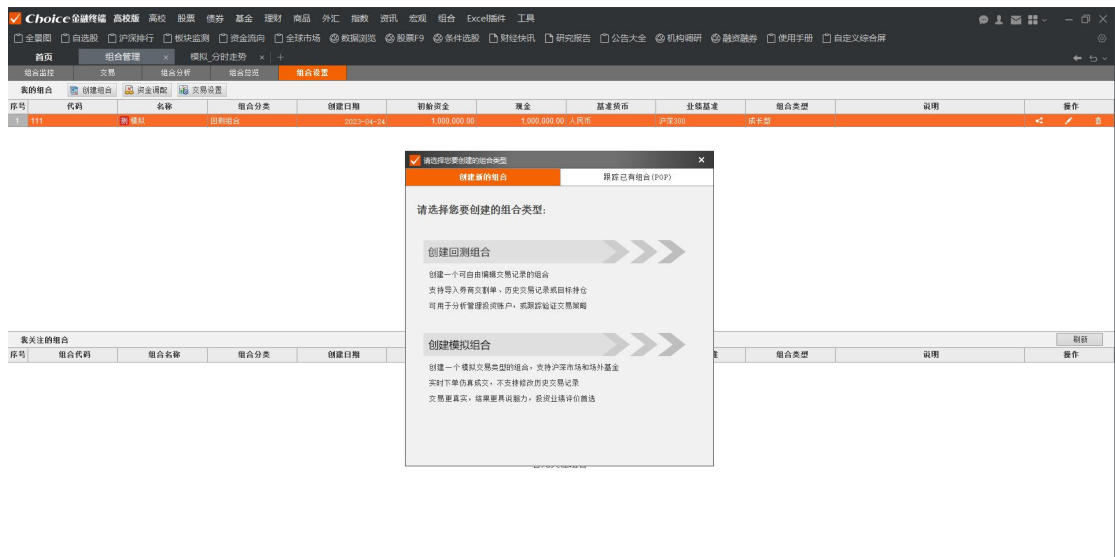 Choice金融终端 高校版 高校 股票 债券 基金 理财 商品 外汇 指数 资讯 宏观 组合 Excel插件 工具
全景图 自选股 沪深排行 板块监测 资金流向 全球市场 数据浏览 股票F9 条件选股 财经快讯 研究报告 公告大全 机构调研 融资融券 使用手册 自定义综合屏
首页 组合管理 × 模拟_分时走势 × +
组合监控 交易 组合分析 组合总览 组合设置
我的组合 创建组合 资金调配 交易设置
序号 代码 名称 组合分类 创建日期 初始资金 现金 基准货币 业绩基准 组合类型 说明 操作
1 111 测 模拟 回测组合 2023-04-24 1,000,000.00 1,000,000.00 人民币 沪深300 成长型
请选择您要创建的组合类型 ×
创建新的组合 跟踪已有组合(POP)
请选择您要创建的组合类型:
创建回测组合
创建一个可自由编辑交易记录的组合
支持导入券商交割单、历史交易记录或目标持仓
可用于分析管理投资账户，或跟踪验证交易策略
创建模拟组合
创建一个模拟交易类型的组合，支持沪深市场和场外基金
实时下单仿真成交，不支持修改历史交易记录
交易更真实，结果更具说服力，投资业绩评价首选
我关注的组合 刷新
序号 组合代码 组合名称 组合分类 创建日期 组合类型 说明 操作